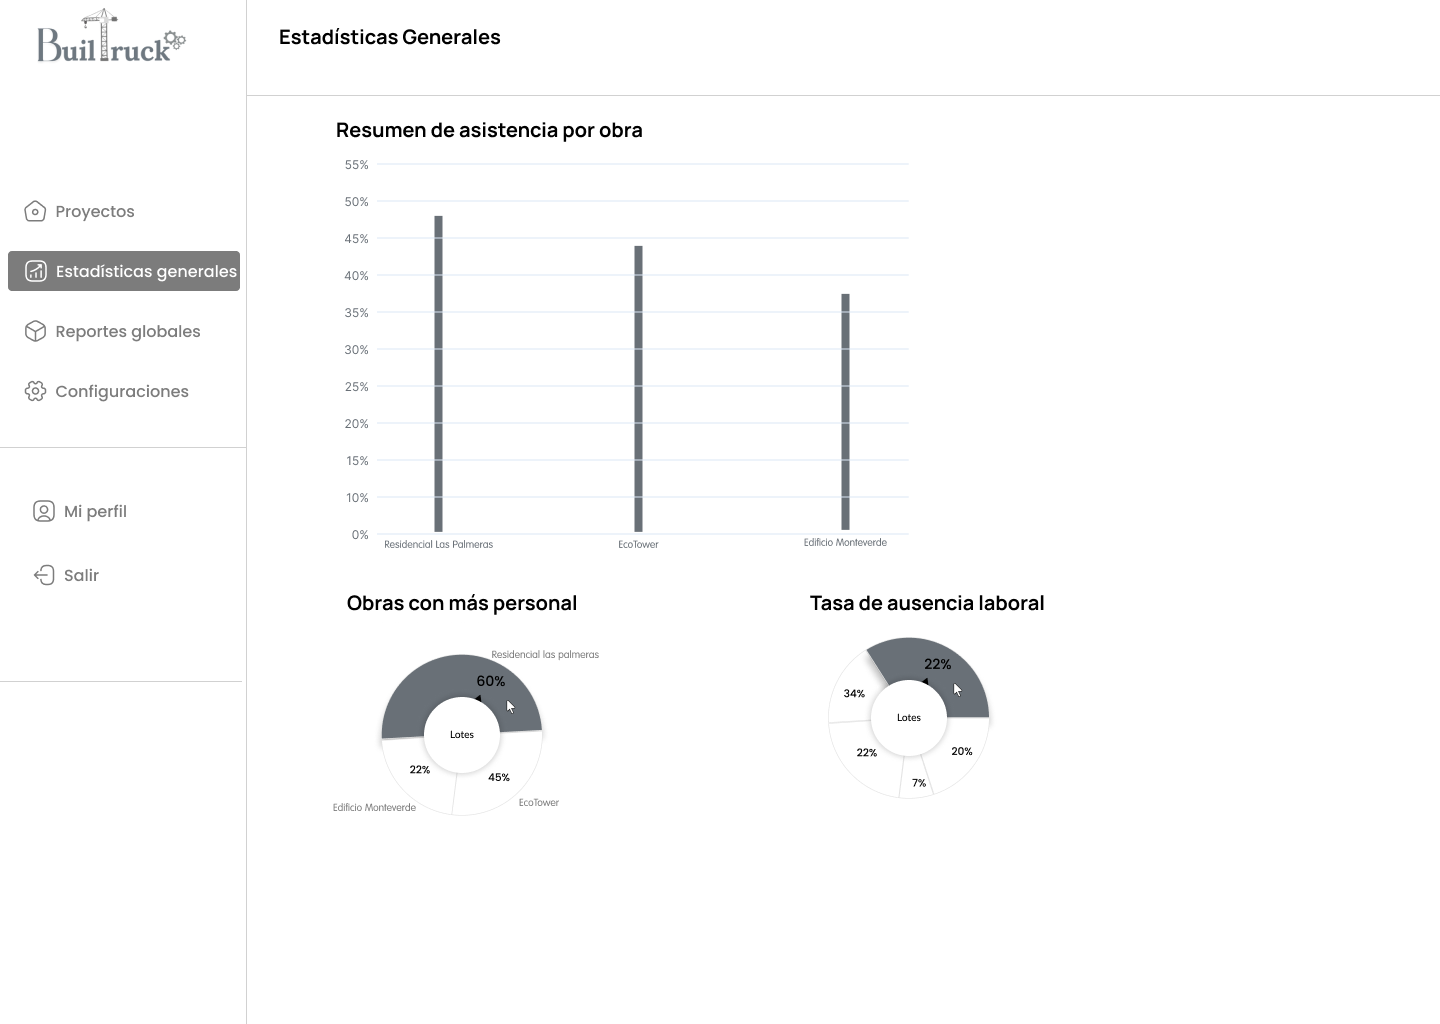 BuilTruck
Estadísticas Generales
Proyectos
Estadísticas generales
Reportes globales
Configuraciones
Mi perfil
Salir
Resumen de asistencia por obra
55%
50%
45%
40%
35%
30%
25%
20%
15%
10%
0%
Residencial Las Palmeras
EcoTower
Edificio Monteverde
Obras con más personal
Residencial las palmeras
60%
Lotes
22%
45%
Edificio Monteverde
EcoTower
Tasa de ausencia laboral
22%
34%
Lotes
22%
20%
7%